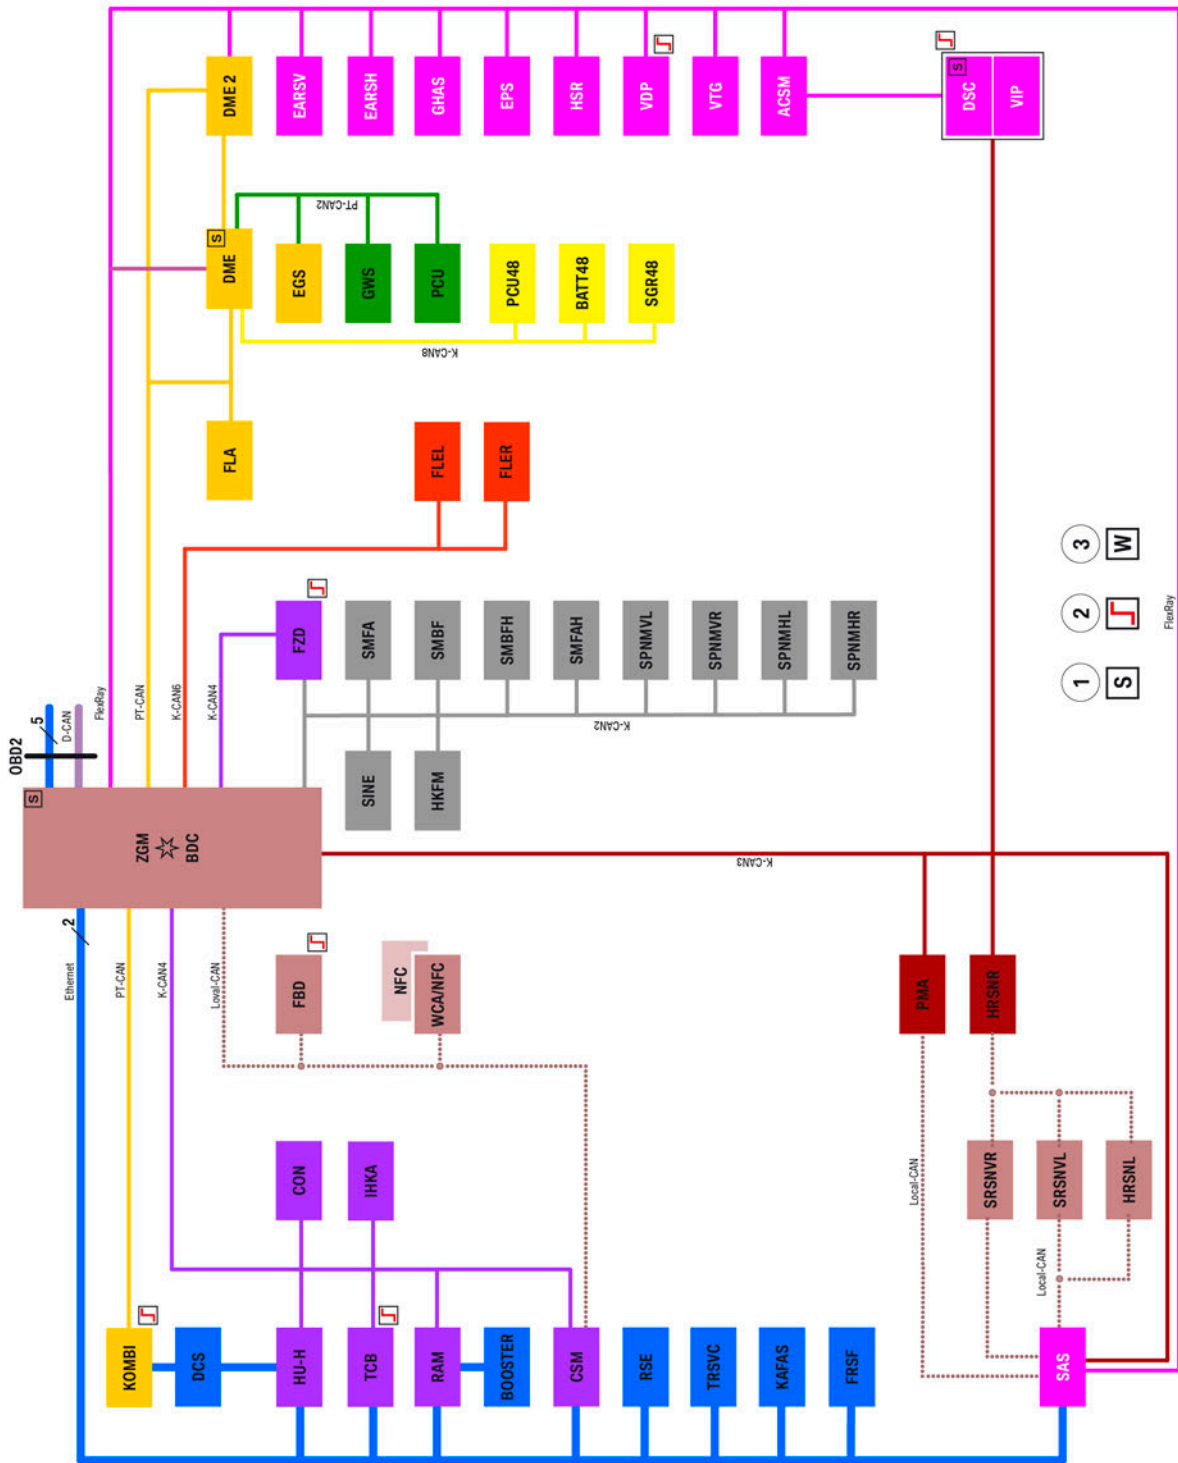 OBD2
S
5
Ethernet
2
D-CAN
FlexRay
KOMBI
PT-CAN
ZGM
PT-CAN
K-CAN4
K-CAN6
DCS
BDC
Loval-CAN
K-CAN4
S
FLA
DME
DME 2
HU-H
CON
FBD
FZD
EGS
EARSV
PT-CAN2
TCB
IHKA
SINE
SMFA
GWS
EARSH
NFC
RAM
WCA/NFC
HKFM
SMBF
FLEL
K-CAN8
PCU
GHAS
BOOSTER
SMBFH
FLER
PCU48
EPS
CSM
SMFAH
BATT48
HSR
K-CAN2
RSE
SPNMVL
SGR48
VDP
TRSVC
SPNMVR
VTG
K-CAN3
KAFAS
SPNMHL
ACSM
FRSF
SPNMHR
Local-CAN
PMA
S
SRSNVR
HRSNR
DSC
VIP
Local-CAN
SAS
SRSNVL
HRSNL
1
2
3
S
W
FlexRay